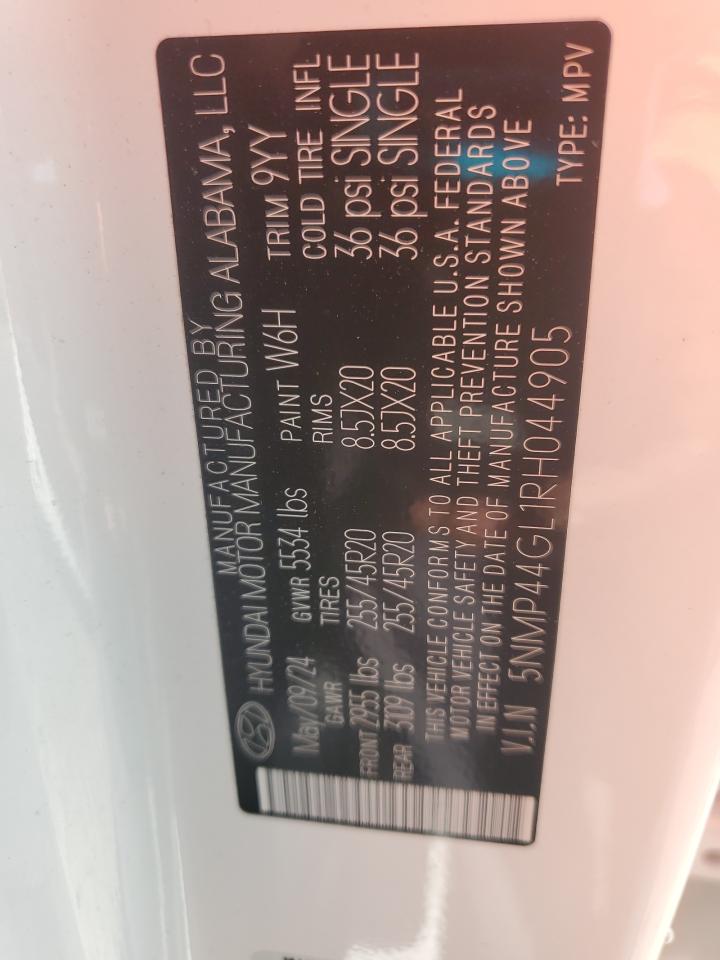 MANUFACTURED BY
HYUNDAI MOTOR MANUFACTURING ALABAMA, LLC
May/09/24 GVWR 5534 lbs PAINT W6H TRIM 9YY
GAWR TIRES RIMS COLD TIRE INFL
FRONT 2955 lbs 255/45R20 8.5JX20 36 psi SINGLE
REAR 3109 lbs 255/45R20 8.5JX20 36 psi SINGLE
THIS VEHICLE CONFORMS TO ALL APPLICABLE U.S.A. FEDERAL
MOTOR VEHICLE SAFETY AND THEFT PREVENTION STANDARDS
IN EFFECT ON THE DATE OF MANUFACTURE SHOWN ABOVE
V.I.N 5NMP44GL1RH044905 TYPE: MPV